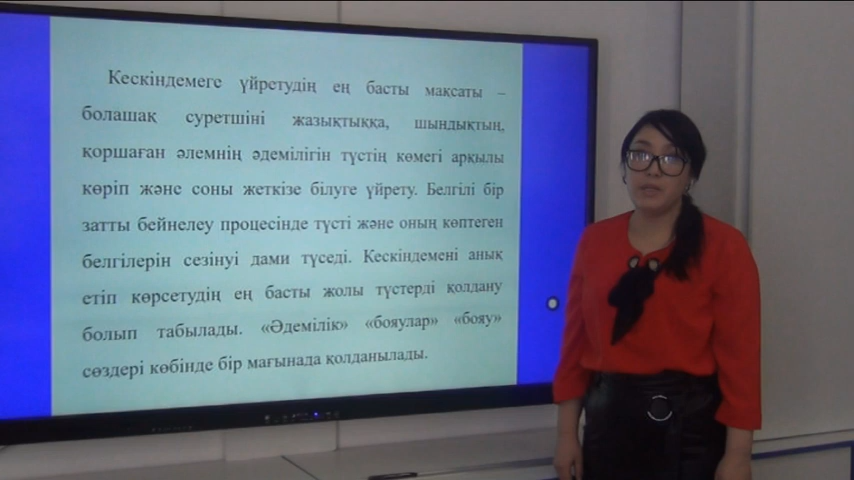 Кескіндемеге үйретудің ең басты мақсаты –
болашақ суретшіні жазықтыққа, шындықтың,
қоршаған әлемнің әдемілігін түстің көмегі арқылы
көріп және соны жеткізе білуге үйрету. Белгілі бір
затты бейнелеу процесінде түсті және оның көптеген
белгілерін сезінуі дами түседі. Кескіндемені анық
етіп көрсетудің ең басты жолы түстерді қолдану
болып табылады. «Әдемілік» «бояулар» «бояу»
сөздері көбінде бір мағынада қолданылады.